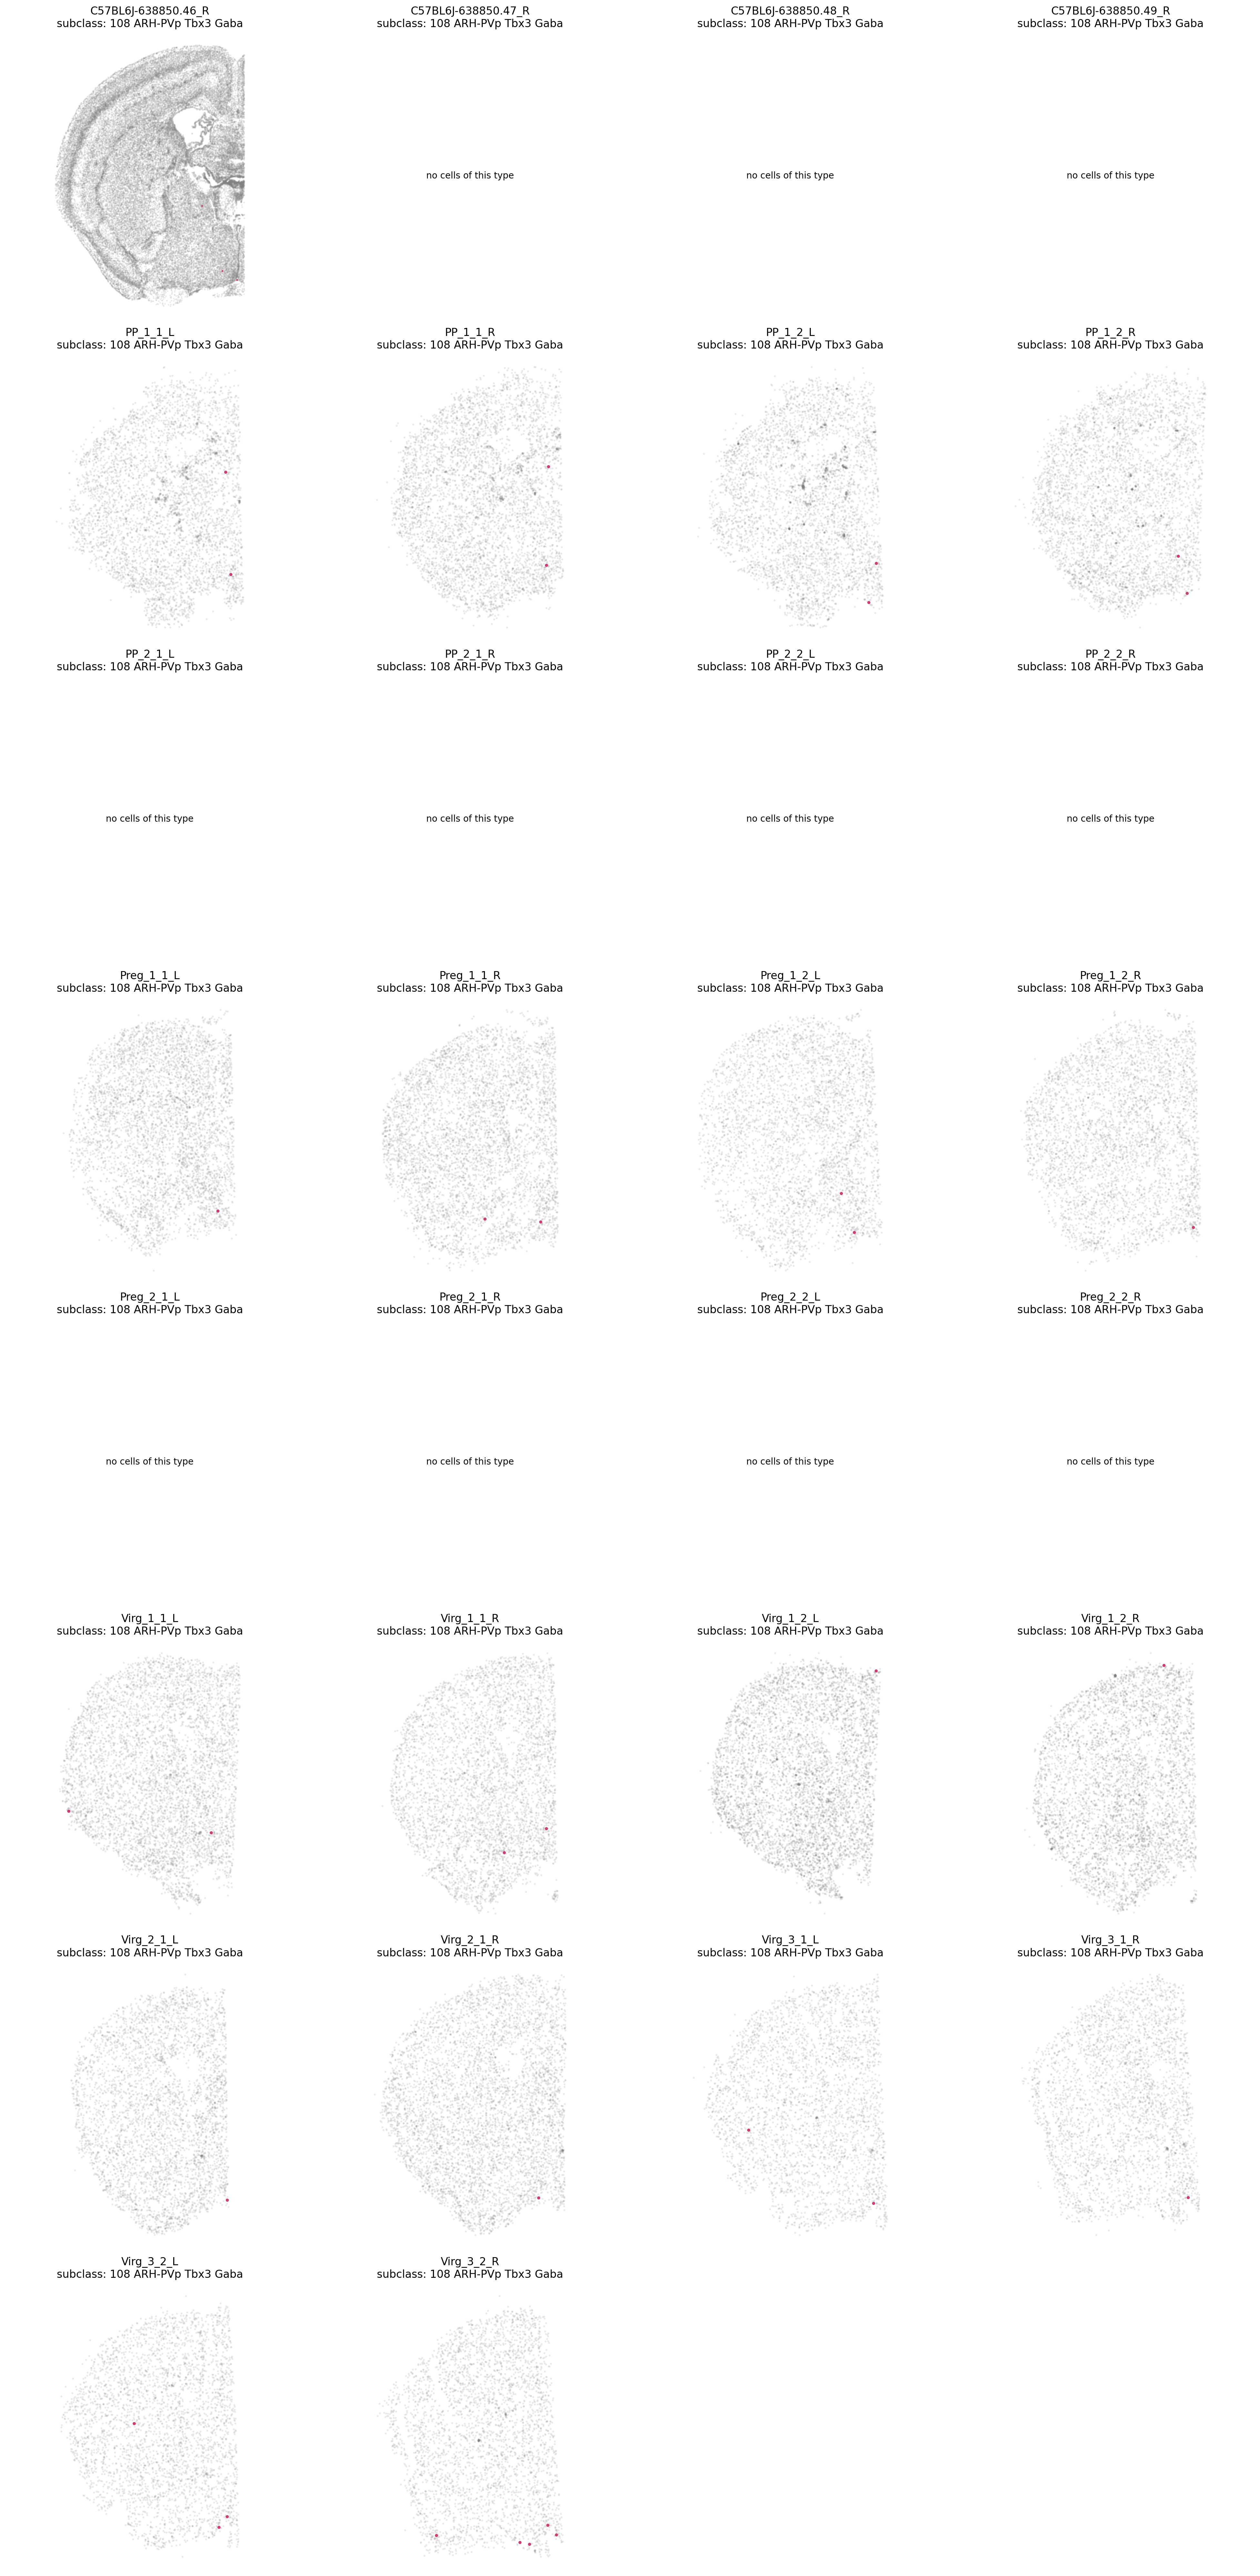 C57BL6J-638850.46_R
subclass: 108 ARH-PVp Tbx3 Gaba
C57BL6J-638850.47_R
subclass: 108 ARH-PVp Tbx3 Gaba
C57BL6J-638850.48_R
subclass: 108 ARH-PVp Tbx3 Gaba
C57BL6J-638850.49_R
subclass: 108 ARH-PVp Tbx3 Gaba
no cells of this type
no cells of this type
no cells of this type
PP_1_1_L
subclass: 108 ARH-PVp Tbx3 Gaba
PP_1_1_R
subclass: 108 ARH-PVp Tbx3 Gaba
PP_1_2_L
subclass: 108 ARH-PVp Tbx3 Gaba
PP_1_2_R
subclass: 108 ARH-PVp Tbx3 Gaba
PP_2_1_L
subclass: 108 ARH-PVp Tbx3 Gaba
PP_2_1_R
subclass: 108 ARH-PVp Tbx3 Gaba
PP_2_2_L
subclass: 108 ARH-PVp Tbx3 Gaba
PP_2_2_R
subclass: 108 ARH-PVp Tbx3 Gaba
no cells of this type
no cells of this type
no cells of this type
no cells of this type
Preg_1_1_L
subclass: 108 ARH-PVp Tbx3 Gaba
Preg_1_1_R
subclass: 108 ARH-PVp Tbx3 Gaba
Preg_1_2_L
subclass: 108 ARH-PVp Tbx3 Gaba
Preg_1_2_R
subclass: 108 ARH-PVp Tbx3 Gaba
Preg_2_1_L
subclass: 108 ARH-PVp Tbx3 Gaba
Preg_2_1_R
subclass: 108 ARH-PVp Tbx3 Gaba
Preg_2_2_L
subclass: 108 ARH-PVp Tbx3 Gaba
Preg_2_2_R
subclass: 108 ARH-PVp Tbx3 Gaba
no cells of this type
no cells of this type
no cells of this type
no cells of this type
Virg_1_1_L
subclass: 108 ARH-PVp Tbx3 Gaba
Virg_1_1_R
subclass: 108 ARH-PVp Tbx3 Gaba
Virg_1_2_L
subclass: 108 ARH-PVp Tbx3 Gaba
Virg_1_2_R
subclass: 108 ARH-PVp Tbx3 Gaba
Virg_2_1_L
subclass: 108 ARH-PVp Tbx3 Gaba
Virg_2_1_R
subclass: 108 ARH-PVp Tbx3 Gaba
Virg_3_1_L
subclass: 108 ARH-PVp Tbx3 Gaba
Virg_3_1_R
subclass: 108 ARH-PVp Tbx3 Gaba
Virg_3_2_L
subclass: 108 ARH-PVp Tbx3 Gaba
Virg_3_2_R
subclass: 108 ARH-PVp Tbx3 Gaba